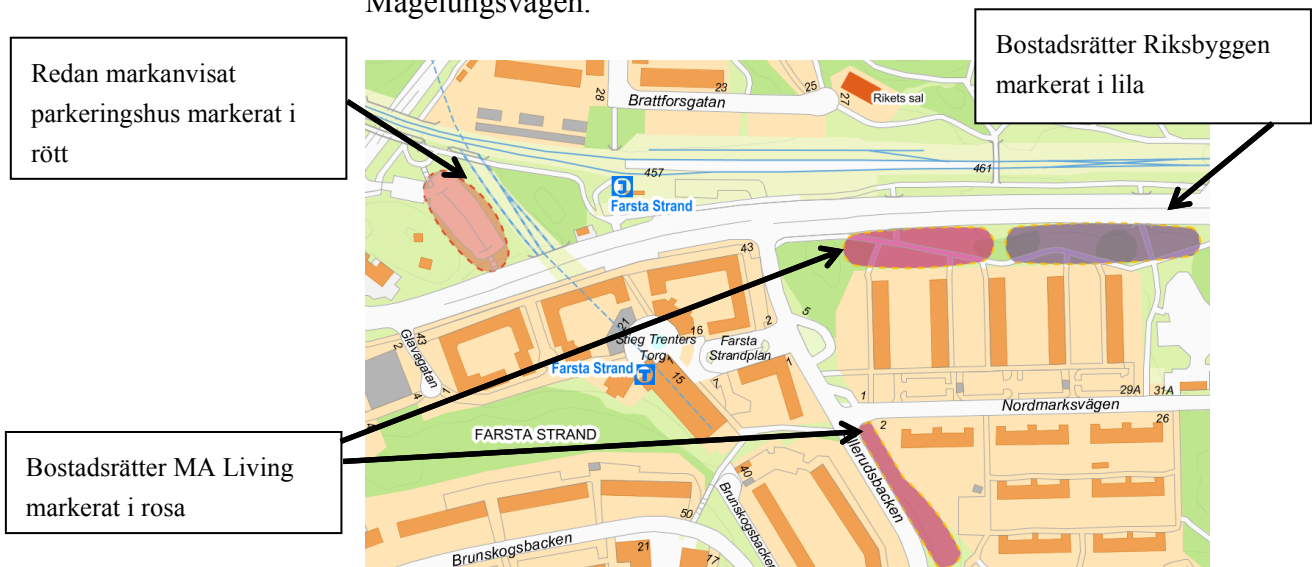 Magelungsvägen.
Bostadsrätter Riksbyggen
markerat i lila
Redan markanvisat
parkeringshus markerat i
rött
28
Brattforsgatan
23
25
27
Rikets sal
457
461
J
Farsta Strand
43
5
2
21
16
Stieg Trenters
Torg
Farsta
Strandplan
Farsta Strand
T
15
7
1
2
43
Glavagatan
4
1
1
2
Nordmarksvägen
29A
31A
26
FARSTA STRAND
llerudsbacken
Bostadsrätter MA Living
markerat i rosa
40
50
Brunskogsbacken
Brunskogsbacken
21
17